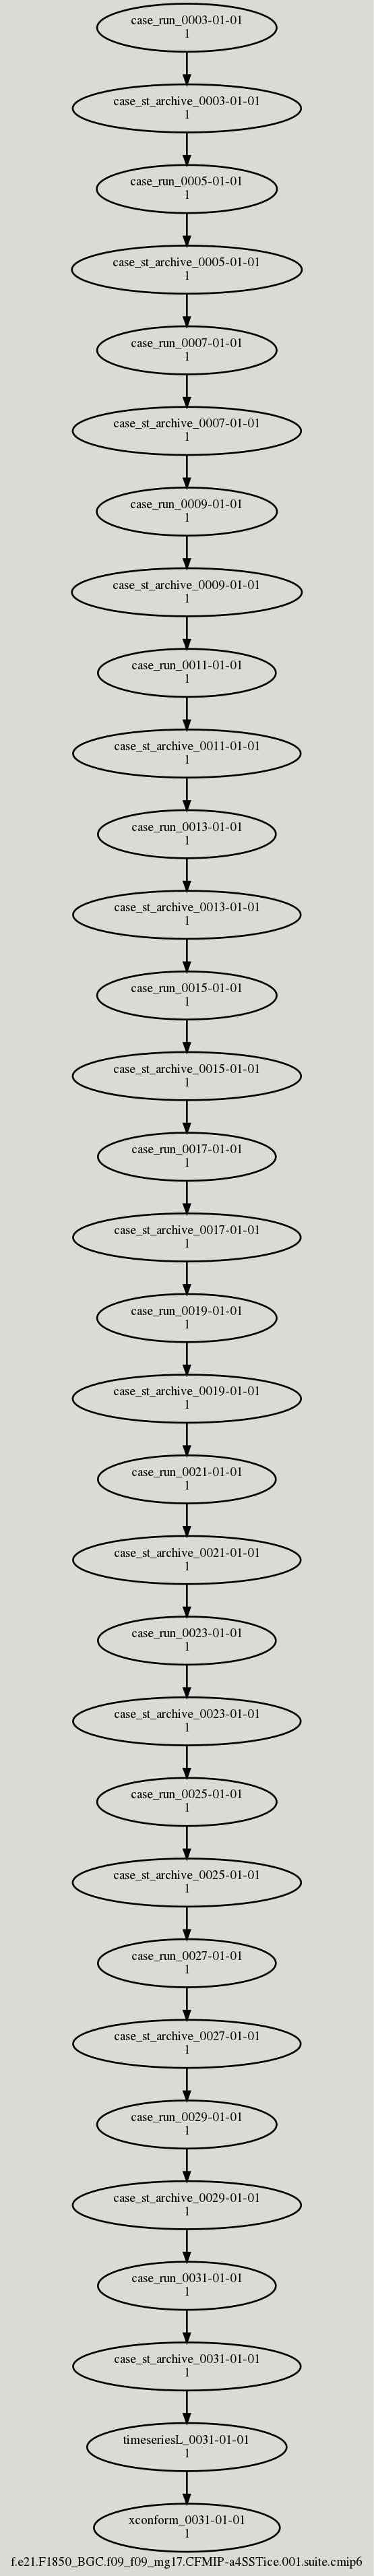 case_run_0003-01-01
1
case_st_archive_0003-01-01
1
case_run_0005-01-01
1
case_st_archive_0005-01-01
1
case_run_0007-01-01
1
case_st_archive_0007-01-01
1
case_run_0009-01-01
1
case_st_archive_0009-01-01
1
case_run_0011-01-01
1
case_st_archive_0011-01-01
1
case_run_0013-01-01
1
case_st_archive_0013-01-01
1
case_run_0015-01-01
1
case_st_archive_0015-01-01
1
case_run_0017-01-01
1
case_st_archive_0017-01-01
1
case_run_0019-01-01
1
case_st_archive_0019-01-01
1
case_run_0021-01-01
1
case_st_archive_0021-01-01
1
case_run_0023-01-01
1
case_st_archive_0023-01-01
1
case_run_0025-01-01
1
case_st_archive_0025-01-01
1
case_run_0027-01-01
1
case_st_archive_0027-01-01
1
case_run_0029-01-01
1
case_st_archive_0029-01-01
1
case_run_0031-01-01
1
case_st_archive_0031-01-01
1
timeseriesL_0031-01-01
1
xconform_0031-01-01
1
f.e21.F1850_BGC.f09_f09_mg17.CFMIP-a4SSTice.001.suite.cmip6